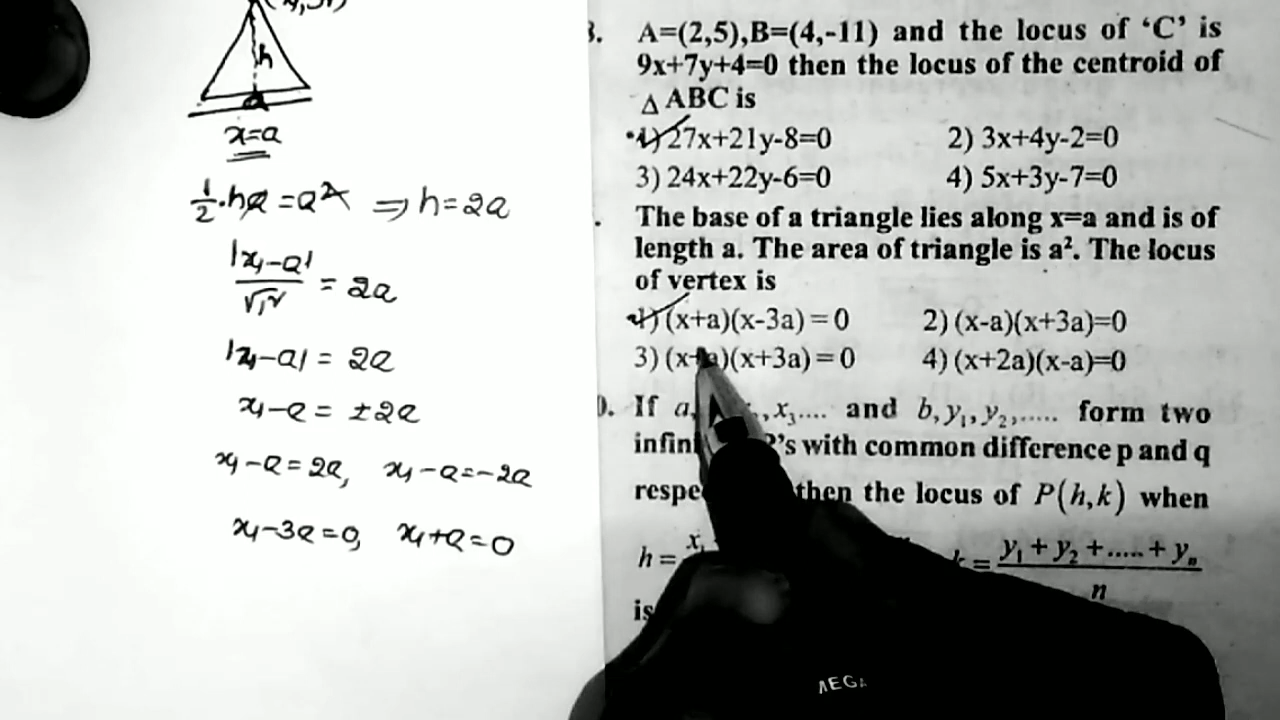 h
a
x=a
1/2 · ha = a² ⇒ h=2a
|x₁-a| / √1² = 2a
|x₁-a| = 2a
x₁-a = ±2a
x₁-a=2a, x₁-a=-2a
x₁-3a=0, x₁+a=0
A=(2,5),B=(4,-11) and the locus of ‘C’ is
9x+7y+4=0 then the locus of the centroid of
△ ABC is
1) 27x+21y-8=0 2) 3x+4y-2=0
3) 24x+22y-6=0 4) 5x+3y-7=0
The base of a triangle lies along x=a and is of
length a. The area of triangle is a². The locus
of vertex is
1) (x+a)(x-3a) = 0 2) (x-a)(x+3a)=0
3) (x+a)(x+3a) = 0 4) (x+2a)(x-a)=0
If a, ,x₃.... and b,y₁,y₂,..... form two
with common difference p and q
then the locus of P(h,k) when
h = = y₁ + y₂ +.....+ yₙ / n
is